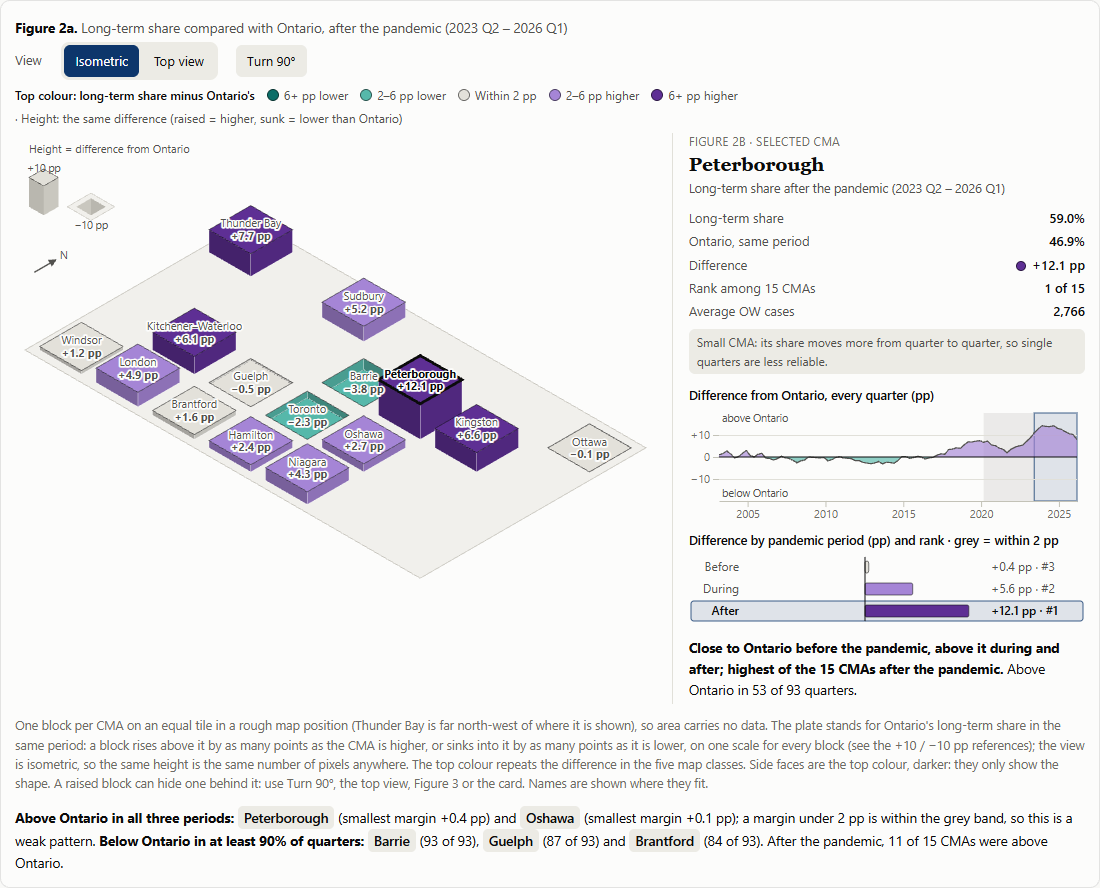 Figure 2a. Long-term share compared with Ontario, after the pandemic (2023 Q2 – 2026 Q1)
View Isometric Top view Turn 90°
Top colour: long-term share minus Ontario's 6+ pp lower 2–6 pp lower Within 2 pp 2–6 pp higher 6+ pp higher
· Height: the same difference (raised = higher, sunk = lower than Ontario)
Height = difference from Ontario
+10 pp
−10 pp
N
Thunder Bay
+7.7 pp
Sudbury
+5.2 pp
Kitchener–Waterloo
+6.1 pp
Windsor
+1.2 pp
London
+4.9 pp
Guelph
−0.5 pp
Barrie
−3.8 pp
Peterborough
+12.1 pp
Brantford
+1.6 pp
Toronto
−2.3 pp
Kingston
+6.6 pp
Hamilton
+2.4 pp
Oshawa
+2.7 pp
Ottawa
−0.1 pp
Niagara
+4.3 pp
FIGURE 2B · SELECTED CMA
Peterborough
Long-term share after the pandemic (2023 Q2 – 2026 Q1)
Long-term share 59.0%
Ontario, same period 46.9%
Difference +12.1 pp
Rank among 15 CMAs 1 of 15
Average OW cases 2,766
Small CMA: its share moves more from quarter to quarter, so single
quarters are less reliable.
Difference from Ontario, every quarter (pp)
above Ontario
+10
0
−10
below Ontario
2005 2010 2015 2020 2025
Difference by pandemic period (pp) and rank · grey = within 2 pp
Before +0.4 pp · #3
During +5.6 pp · #2
After +12.1 pp · #1
Close to Ontario before the pandemic, above it during and
after; highest of the 15 CMAs after the pandemic. Above
Ontario in 53 of 93 quarters.
One block per CMA on an equal tile in a rough map position (Thunder Bay is far north-west of where it is shown), so area carries no data. The plate stands for Ontario's long-term share in the
same period: a block rises above it by as many points as the CMA is higher, or sinks into it by as many points as it is lower, on one scale for every block (see the +10 / −10 pp references); the view
is isometric, so the same height is the same number of pixels anywhere. The top colour repeats the difference in the five map classes. Side faces are the top colour, darker: they only show the
shape. A raised block can hide one behind it: use Turn 90°, the top view, Figure 3 or the card. Names are shown where they fit.
Above Ontario in all three periods: Peterborough (smallest margin +0.4 pp) and Oshawa (smallest margin +0.1 pp); a margin under 2 pp is within the grey band, so this is a
weak pattern. Below Ontario in at least 90% of quarters: Barrie (93 of 93), Guelph (87 of 93) and Brantford (84 of 93). After the pandemic, 11 of 15 CMAs were above
Ontario.